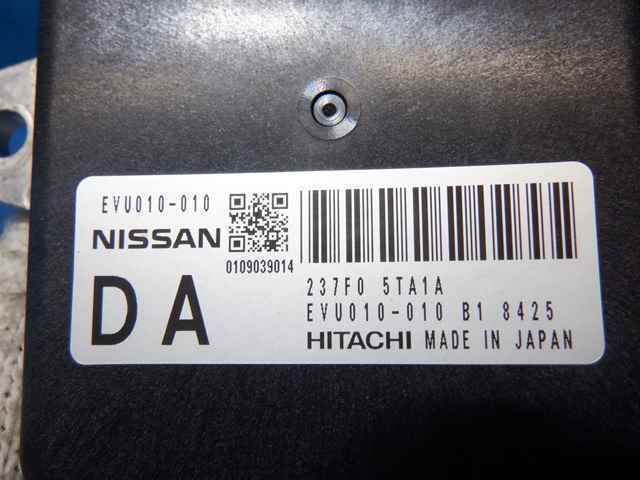 EVU010-010
NISSAN
0109039014
DA
237F0 5TA1A
EVU010-010 B1 8425
HITACHI MADE IN JAPAN